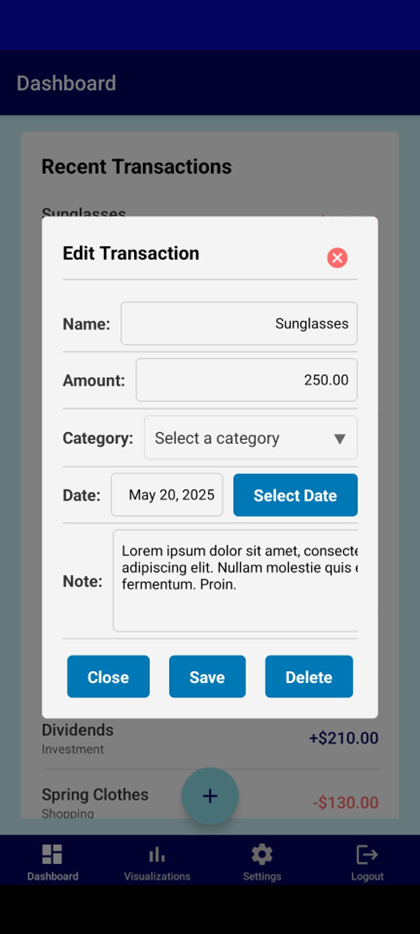 Dashboard
Recent Transactions
Sunglasses
Edit Transaction
Name: Sunglasses
Amount: 250.00
Category: Select a category
Date: May 20, 2025 Select Date
Note:
Lorem ipsum dolor sit amet, consecte
adipiscing elit. Nullam molestie quis
fermentum. Proin.
Close Save Delete
Dividends
Investment
+$210.00
Spring Clothes
Shopping
-$130.00
+
Dashboard Visualizations Settings Logout